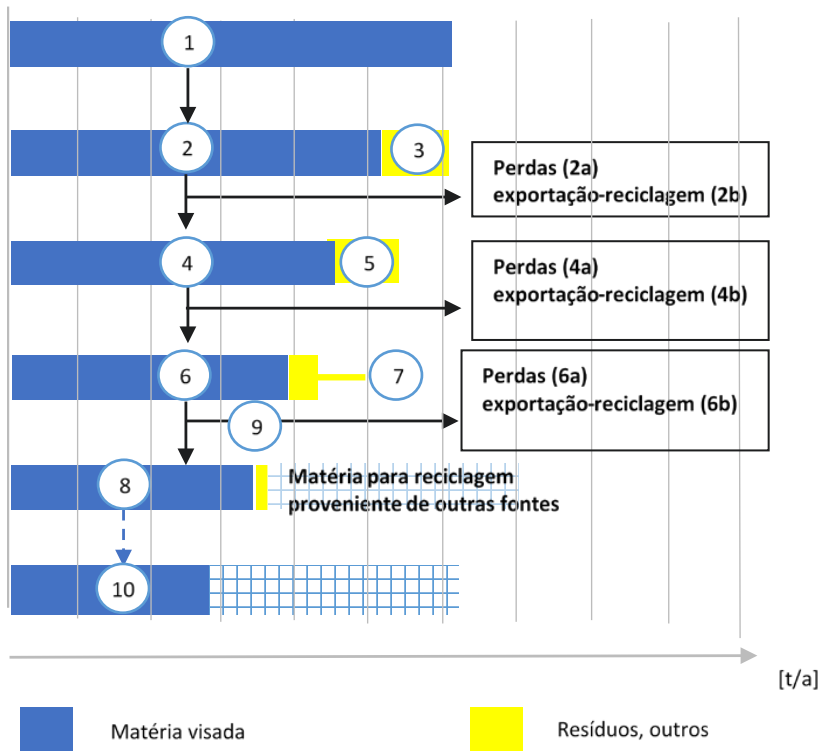 1
2
3
Perdas (2a)
exportação-reciclagem (2b)
4
5
Perdas (4a)
exportação-reciclagem (4b)
6
7
Perdas (6a)
exportação-reciclagem (6b)
9
8
Matéria para reciclagem
proveniente de outras fontes
10
[t/a]
Matéria visada
Resíduos, outros